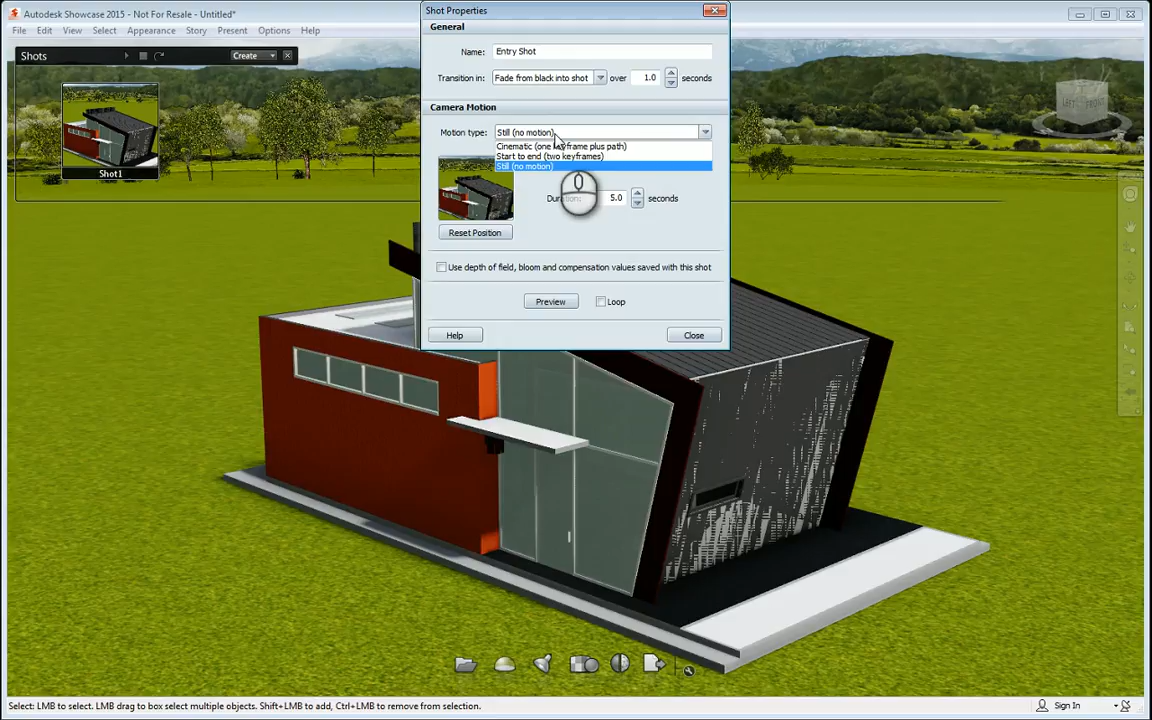 Autodesk Showcase 2015 - Not For Resale - Untitled*
File Edit View Select Appearance Story Present Options Help
Shots Create
Shot1
Shot Properties
General
Name: Entry Shot
Transition in: Fade from black into shot over 1.0 seconds
Camera Motion
Motion type: Still (no motion)
Cinematic (one keyframe plus path)
Start to end (two keyframes)
Still (no motion)
Duration: 5.0 seconds
Reset Position
Use depth of field, bloom and compensation values saved with this shot
Preview Loop
Help Close
LEFT FRONT
Select: LMB to select. LMB drag to box select multiple objects. Shift+LMB to add, Ctrl+LMB to remove from selection.
Sign In